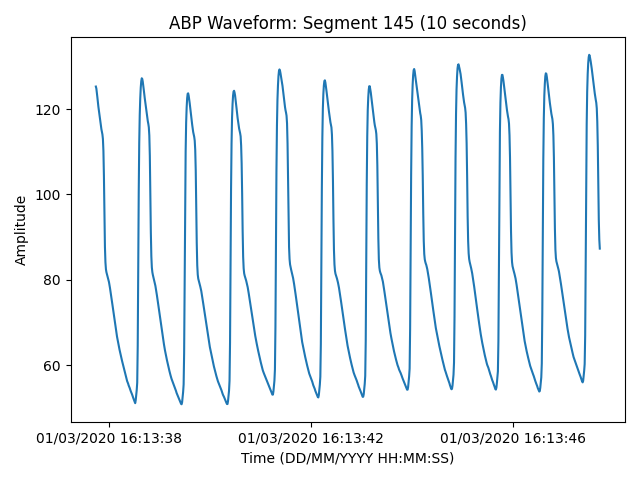 ABP Waveform: Segment 145 (10 seconds)
Amplitude
120
100
80
60
01/03/2020 16:13:38 01/03/2020 16:13:42 01/03/2020 16:13:46
Time (DD/MM/YYYY HH:MM:SS)